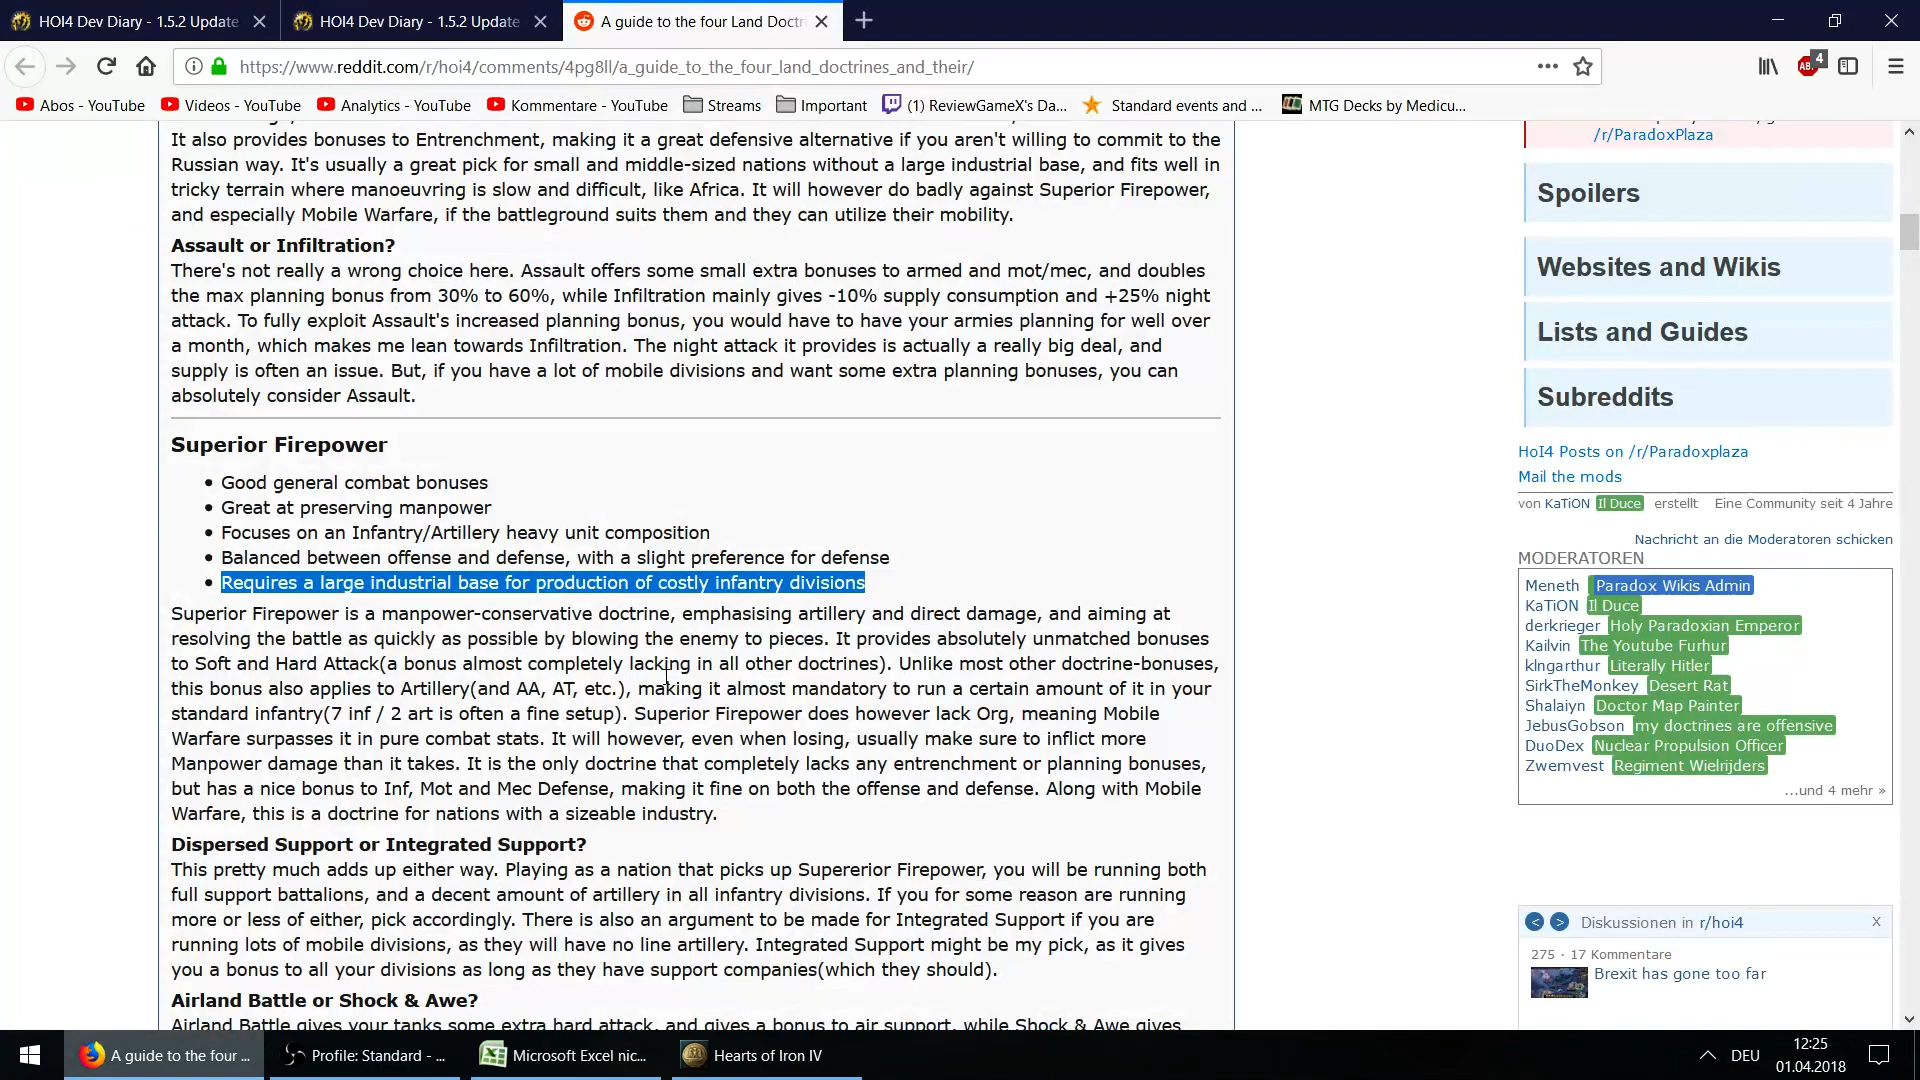 HOI4 Dev Diary - 1.5.2 Update
HOI4 Dev Diary - 1.5.2 Update
A guide to the four Land Doctri
https://www.reddit.com/r/hoi4/comments/4pg8ll/a_guide_to_the_four_land_doctrines_and_their/
ABP 4
Abos - YouTube
Videos - YouTube
Analytics - YouTube
Kommentare - YouTube
Streams
Important
(1) ReviewGameX's Da...
Standard events and ...
MTG Decks by Medicu...
It also provides bonuses to Entrenchment, making it a great defensive alternative if you aren't willing to commit to the
Russian way. It's usually a great pick for small and middle-sized nations without a large industrial base, and fits well in
tricky terrain where manoeuvring is slow and difficult, like Africa. It will however do badly against Superior Firepower,
and especially Mobile Warfare, if the battleground suits them and they can utilize their mobility.
Assault or Infiltration?
There's not really a wrong choice here. Assault offers some small extra bonuses to armed and mot/mec, and doubles
the max planning bonus from 30% to 60%, while Infiltration mainly gives -10% supply consumption and +25% night
attack. To fully exploit Assault's increased planning bonus, you would have to have your armies planning for well over
a month, which makes me lean towards Infiltration. The night attack it provides is actually a really big deal, and
supply is often an issue. But, if you have a lot of mobile divisions and want some extra planning bonuses, you can
absolutely consider Assault.
Superior Firepower
• Good general combat bonuses
• Great at preserving manpower
• Focuses on an Infantry/Artillery heavy unit composition
• Balanced between offense and defense, with a slight preference for defense
• Requires a large industrial base for production of costly infantry divisions
Superior Firepower is a manpower-conservative doctrine, emphasising artillery and direct damage, and aiming at
resolving the battle as quickly as possible by blowing the enemy to pieces. It provides absolutely unmatched bonuses
to Soft and Hard Attack(a bonus almost completely lacking in all other doctrines). Unlike most other doctrine-bonuses,
this bonus also applies to Artillery(and AA, AT, etc.), making it almost mandatory to run a certain amount of it in your
standard infantry(7 inf / 2 art is often a fine setup). Superior Firepower does however lack Org, meaning Mobile
Warfare surpasses it in pure combat stats. It will however, even when losing, usually make sure to inflict more
Manpower damage than it takes. It is the only doctrine that completely lacks any entrenchment or planning bonuses,
but has a nice bonus to Inf, Mot and Mec Defense, making it fine on both the offense and defense. Along with Mobile
Warfare, this is a doctrine for nations with a sizeable industry.
Dispersed Support or Integrated Support?
This pretty much adds up either way. Playing as a nation that picks up Supererior Firepower, you will be running both
full support battalions, and a decent amount of artillery in all infantry divisions. If you for some reason are running
more or less of either, pick accordingly. There is also an argument to be made for Integrated Support if you are
running lots of mobile divisions, as they will have no line artillery. Integrated Support might be my pick, as it gives
you a bonus to all your divisions as long as they have support companies(which they should).
Airland Battle or Shock & Awe?
Airland Battle gives your tanks some extra hard attack, and gives a bonus to air support, while Shock & Awe gives
/r/ParadoxPlaza
Spoilers
Websites and Wikis
Lists and Guides
Subreddits
HoI4 Posts on /r/Paradoxplaza
Mail the mods
von KaTiON Il Duce erstellt Eine Community seit 4 Jahre
Nachricht an die Moderatoren schicken
MODERATOREN
Meneth Paradox Wikis Admin
KaTiON Il Duce
derkrieger Holy Paradoxian Emperor
Kailvin The Youtube Furhur
klngarthur Literally Hitler
SirkTheMonkey Desert Rat
Shalaiyn Doctor Map Painter
JebusGobson my doctrines are offensive
DuoDex Nuclear Propulsion Officer
Zwemvest Regiment Wielrijders
...und 4 mehr »
< > Diskussionen in r/hoi4 X
275 · 17 Kommentare
Brexit has gone too far
A guide to the four ...
Profile: Standard - ...
Microsoft Excel nic...
Hearts of Iron IV
DEU
12:25
01.04.2018